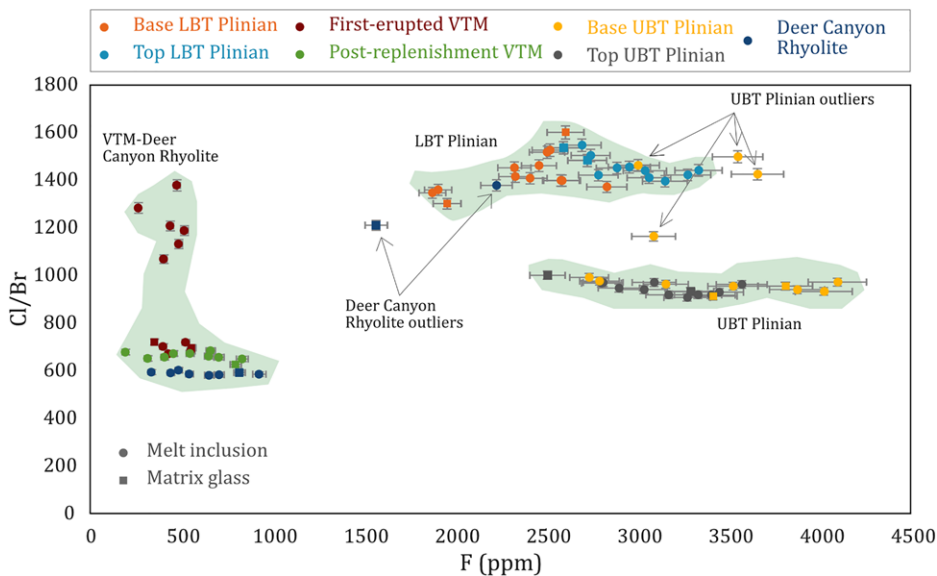 Base LBT Plinian First-erupted VTM Base UBT Plinian Deer Canyon
Rhyolite
Top LBT Plinian Post-replenishment VTM Top UBT Plinian
1800
1600
1400
1200
1000
800
600
400
200
0
Cl/Br
VTM-Deer
Canyon Rhyolite
LBT Plinian
UBT Plinian outliers
Deer Canyon
Rhyolite outliers
UBT Plinian
Melt inclusion
Matrix glass
0 500 1000 1500 2000 2500 3000 3500 4000 4500
F (ppm)